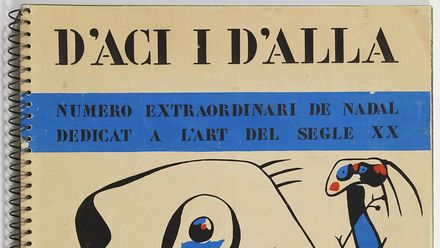 D'ACI I D'ALLA
NUMERO EXTRAORDINARI DE NADAL
DEDICAT A L'ART DEL SEGLE XX